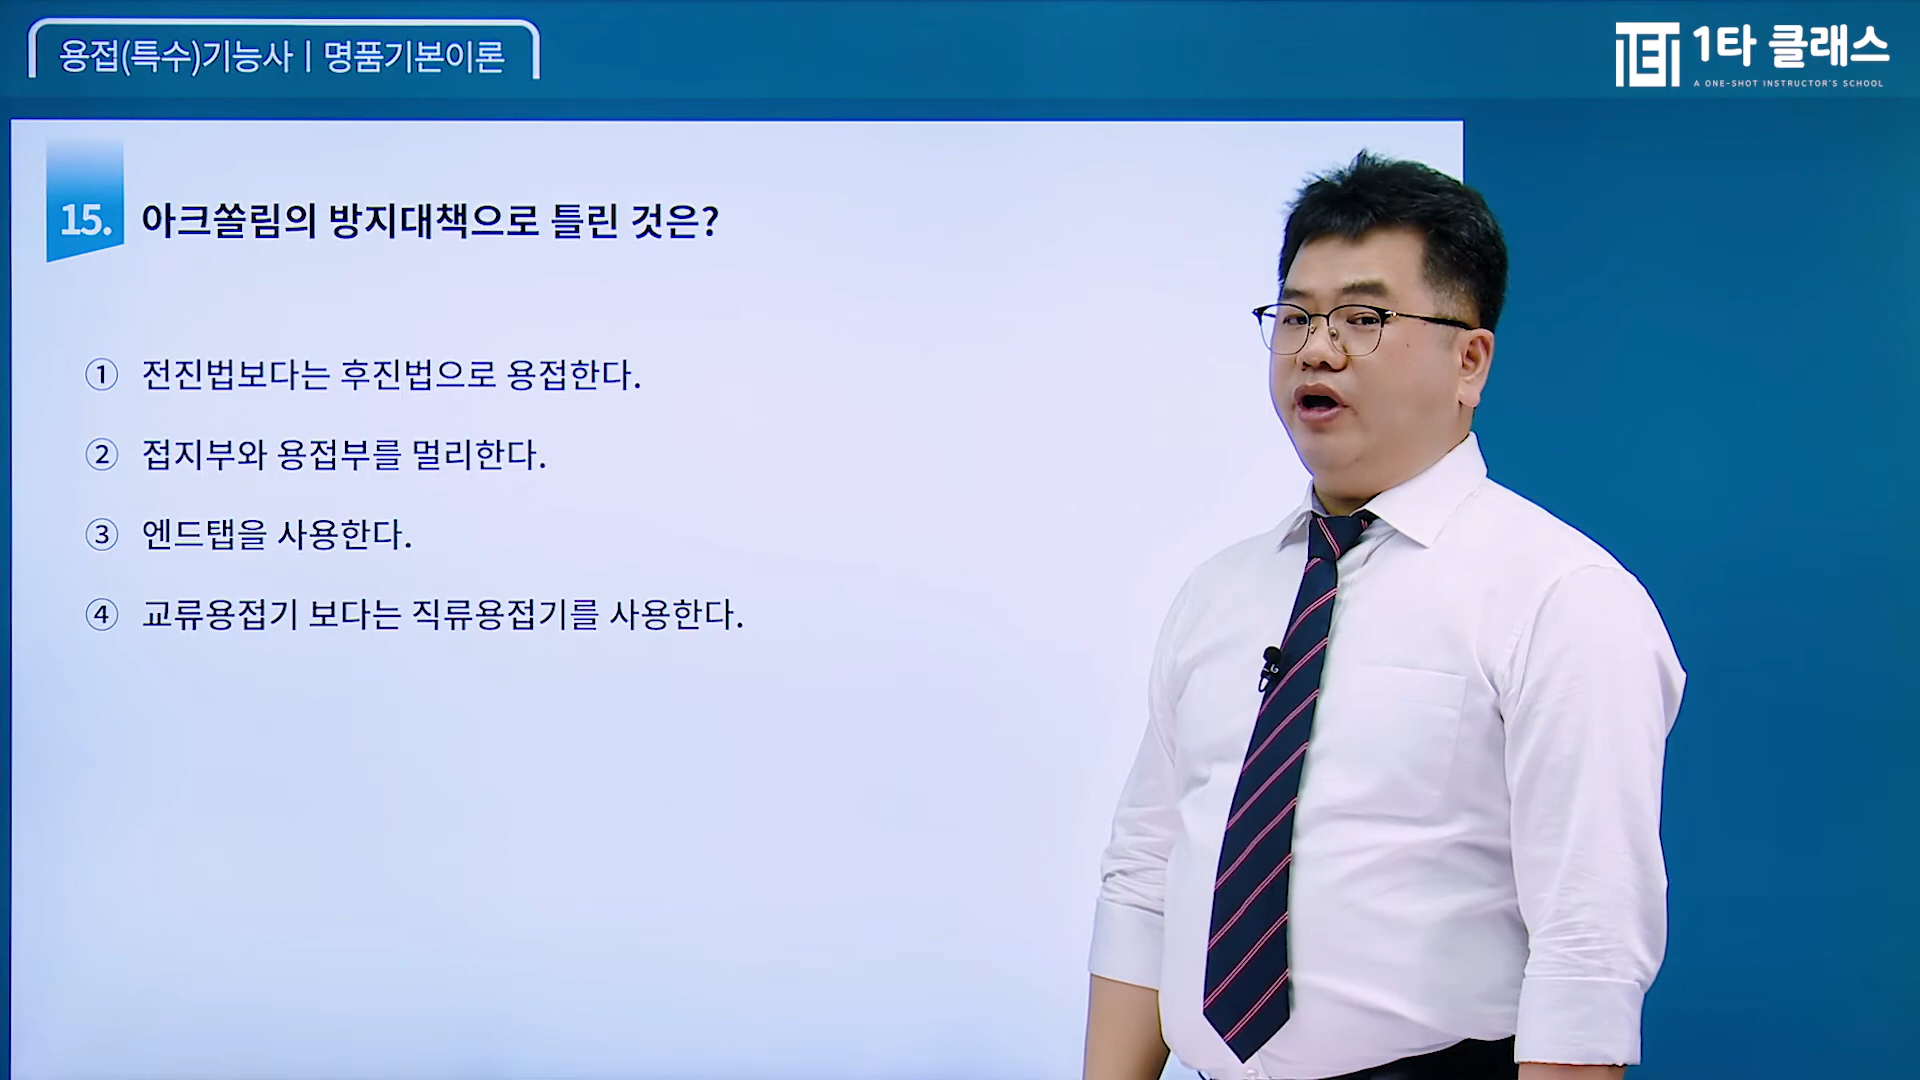 용접(특수)기능사 | 명품기본이론
1타 클래스
A ONE-SHOT INSTRUCTOR'S SCHOOL
15. 아크쏠림의 방지대책으로 틀린 것은?
① 전진법보다는 후진법으로 용접한다.
② 접지부와 용접부를 멀리한다.
③ 엔드탭을 사용한다.
④ 교류용접기 보다는 직류용접기를 사용한다.